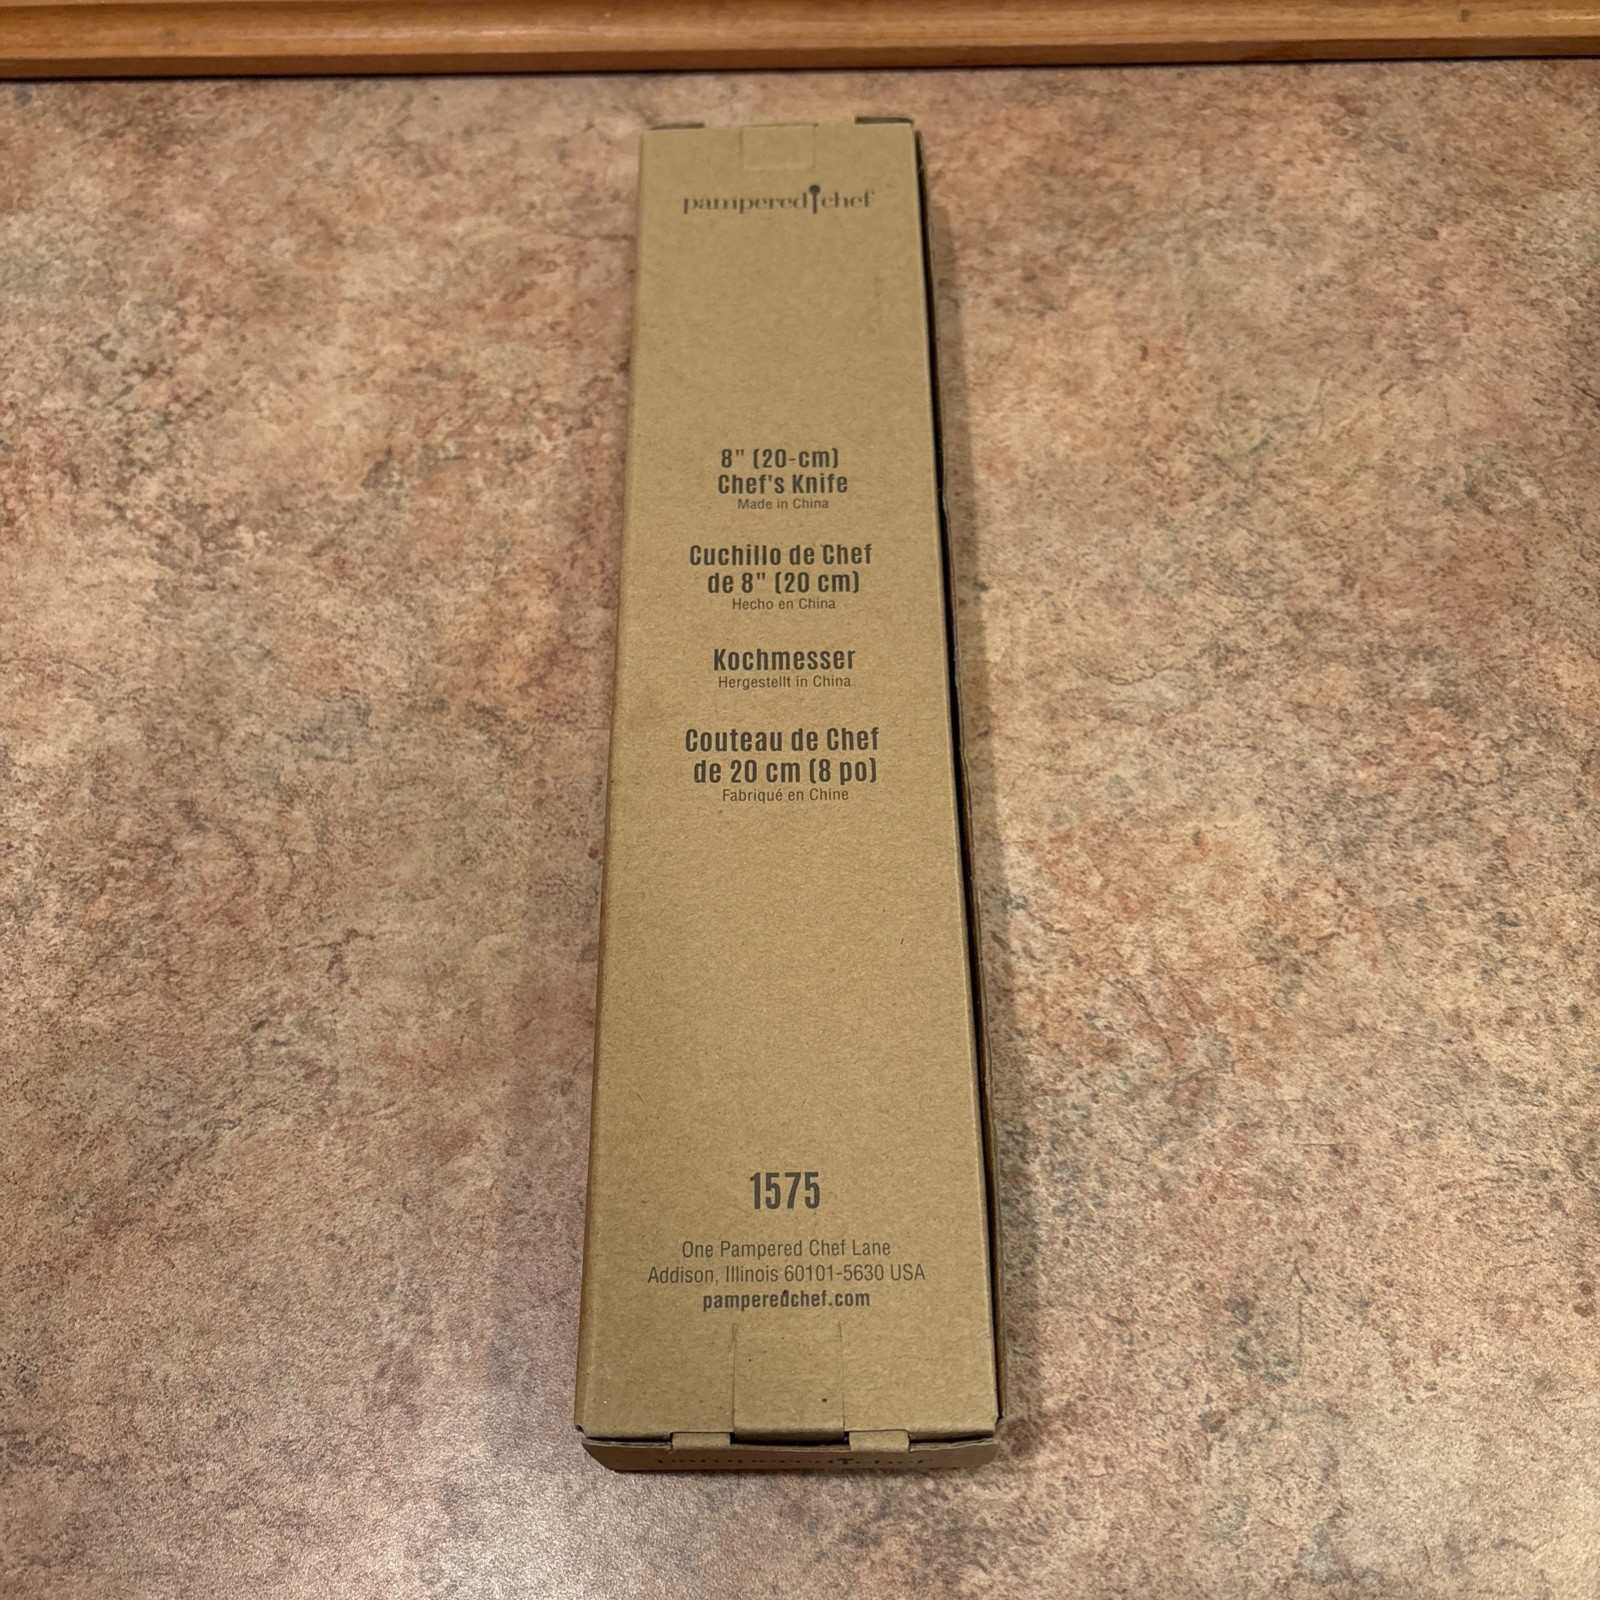 pampered chef
8" (20-cm)
Chef's Knife
Made in China
Cuchillo de Chef
de 8" (20 cm)
Hecho en China
Kochmesser
Hergestellt in China
Couteau de Chef
de 20 cm (8 po)
Fabriqué en Chine
1575
One Pampered Chef Lane
Addison, Illinois 60101-5630 USA
pamperedchef.com
pampered chef